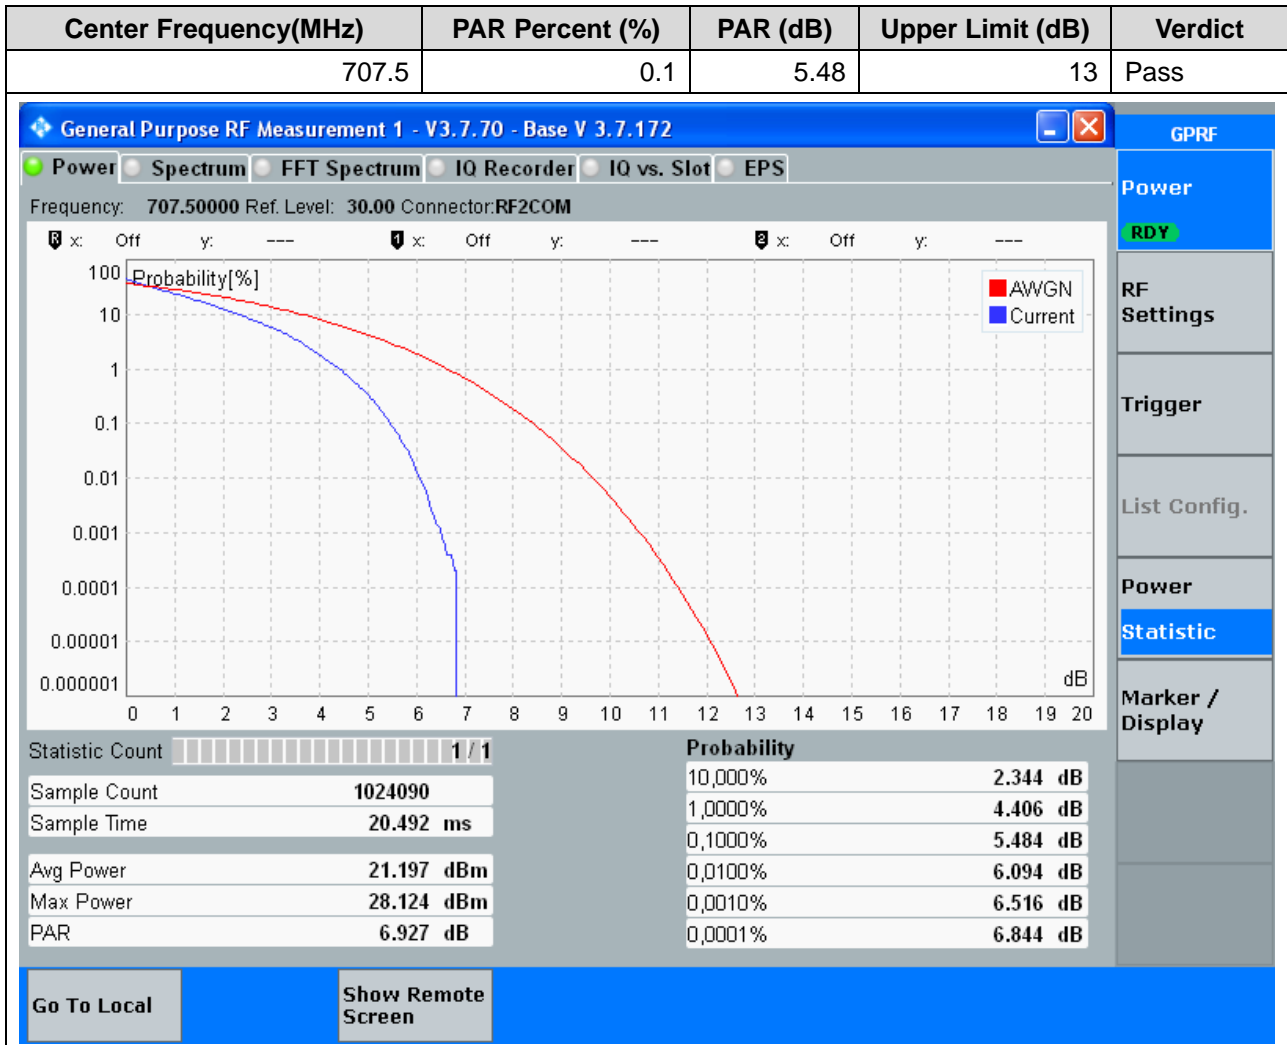 Center Frequency(MHz) PAR Percent (%) PAR (dB) Upper Limit (dB) Verdict
707.5 0.1 5.48 13 Pass
General Purpose RF Measurement 1 - V3.7.70 - Base V 3.7.172
GPRF
Power Spectrum FFT Spectrum IQ Recorder IQ vs. Slot EPS
Power
RDY
Frequency: 707.50000 Ref. Level: 30.00 Connector:RF2COM
R x: Off y: --- 1 x: Off y: --- 2 x: Off y: ---
Probability[%]
AWGN
Current
100
10
1
0.1
0.01
0.001
0.0001
0.00001
0.000001
dB
0 1 2 3 4 5 6 7 8 9 10 11 12 13 14 15 16 17 18 19 20
RF
Settings
Trigger
List Config.
Power
Statistic
Marker /
Display
Statistic Count 1 / 1
Sample Count 1024090
Sample Time 20.492 ms
Avg Power 21.197 dBm
Max Power 28.124 dBm
PAR 6.927 dB
Probability
10,000% 2.344 dB
1,0000% 4.406 dB
0,1000% 5.484 dB
0,0100% 6.094 dB
0,0010% 6.516 dB
0,0001% 6.844 dB
Go To Local
Show Remote
Screen